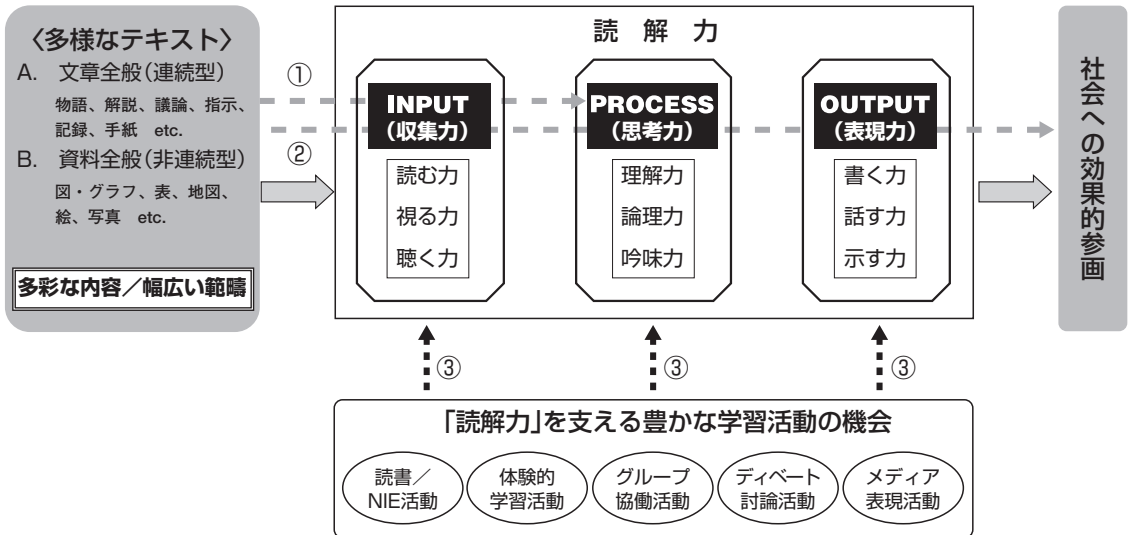 〈多様なテキスト〉
A. 文章全般(連続型)
物語、解説、議論、指示、
記録、手紙 etc.
B. 資料全般(非連続型)
図・グラフ、表、地図、
絵、写真 etc.
多彩な内容/幅広い範疇
①
②
読解力
INPUT
(収集力)
読む力
視る力
聴く力
PROCESS
(思考力)
理解力
論理力
吟味力
OUTPUT
(表現力)
書く力
話す力
示す力
社会への効果的参画
③
③
③
「読解力」を支える豊かな学習活動の機会
読書/
NIE活動
体験的
学習活動
グループ
協働活動
ディベート
討論活動
メディア
表現活動